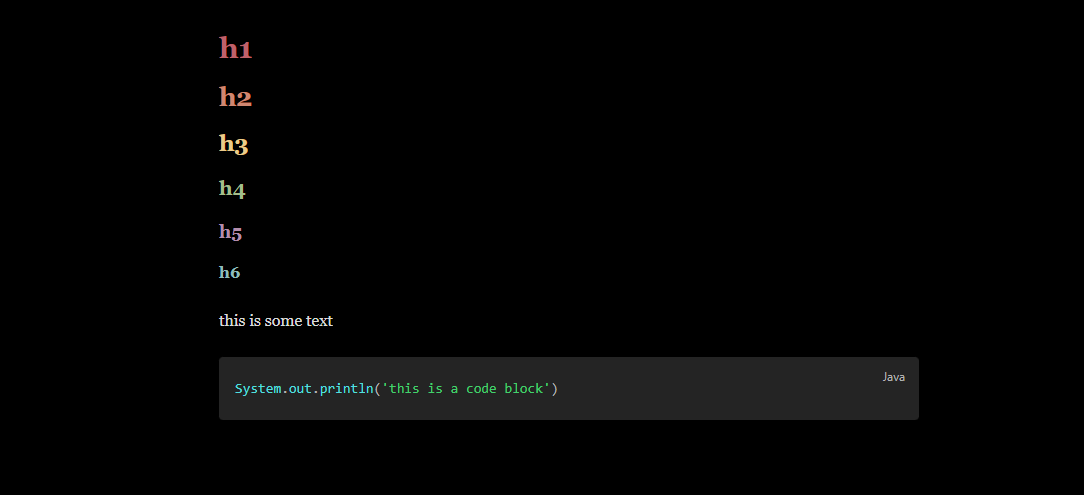 h1
h2
h3
h4
h5
h6
this is some text
Java
System.out.println('this is a code block')